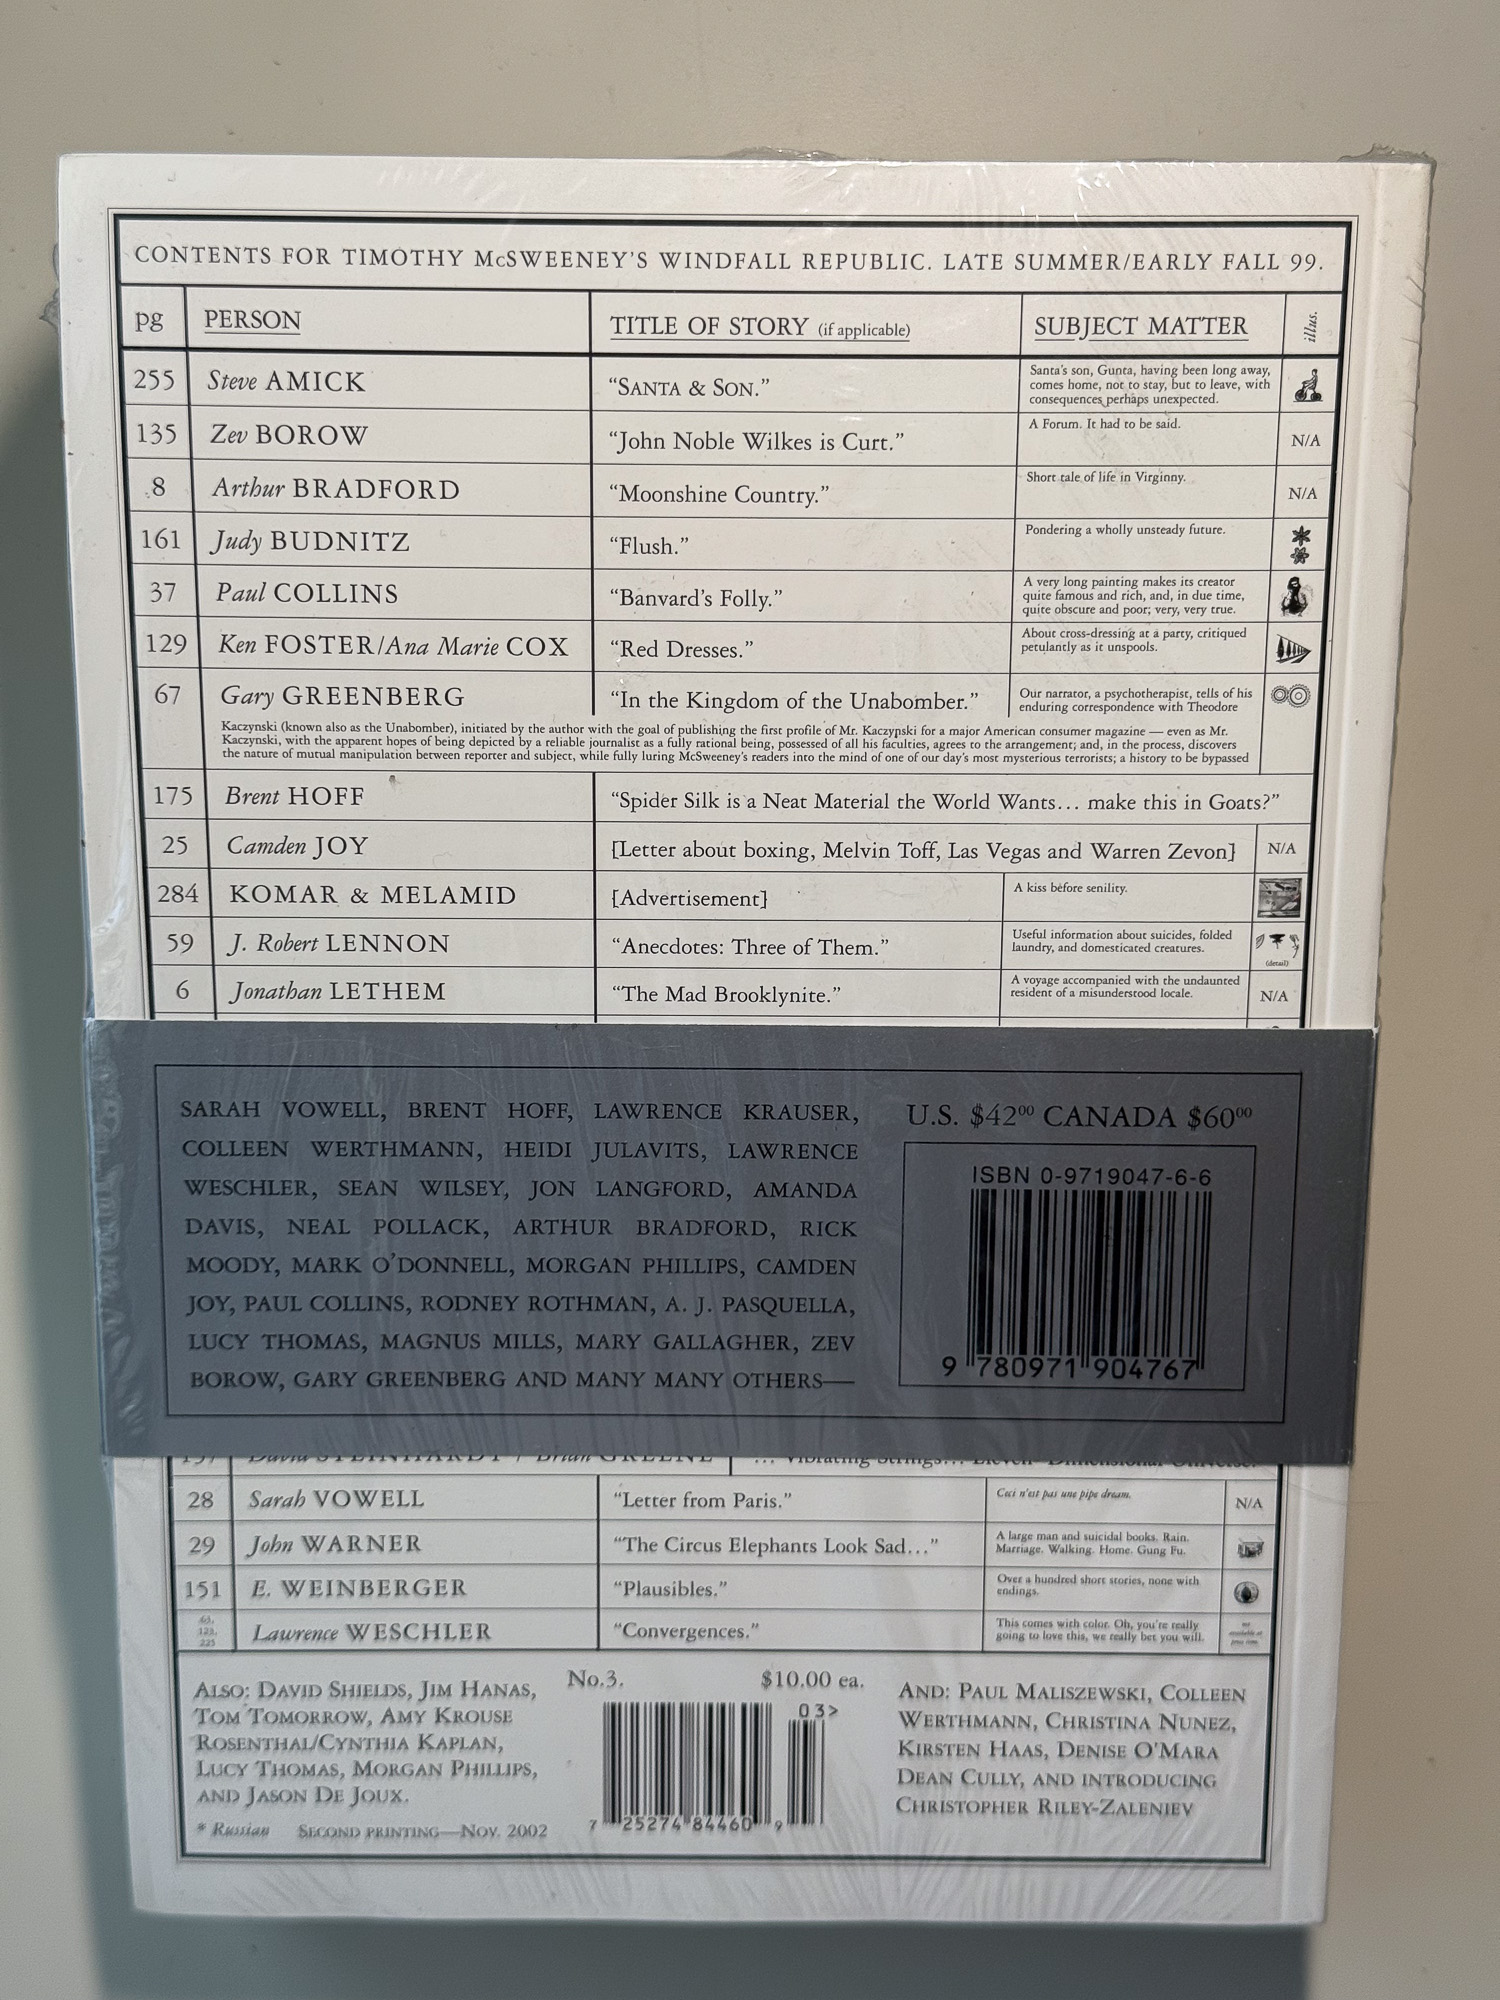 CONTENTS FOR TIMOTHY McSWEENEY'S WINDFALL REPUBLIC. LATE SUMMER/EARLY FALL 99.
pg PERSON TITLE OF STORY (if applicable) SUBJECT MATTER illus.
255 Steve AMICK “SANTA & SON.”
Santa's son, Gunta, having been long away,
comes home, not to stay, but to leave, with
consequences perhaps unexpected.
135 Zev BOROW “John Noble Wilkes is Curt.” A Forum. It had to be said. N/A
8 Arthur BRADFORD “Moonshine Country.” Short tale of life in Virginny. N/A
161 Judy BUDNITZ “Flush.” Pondering a wholly unsteady future.
37 Paul COLLINS “Banvard's Folly.”
A very long painting makes its creator
quite famous and rich, and, in due time,
quite obscure and poor; very, very true.
129 Ken FOSTER/Ana Marie COX “Red Dresses.”
About cross-dressing at a party, critiqued
petulantly as it unspools.
67 Gary GREENBERG “In the Kingdom of the Unabomber.”
Our narrator, a psychotherapist, tells of his
enduring correspondence with Theodore
Kaczynski (known also as the Unabomber), initiated by the author with the goal of publishing the first profile of Mr. Kaczynski for a major American consumer magazine — even as Mr.
Kaczynski, with the apparent hopes of being depicted by a reliable journalist as a fully rational being, possessed of all his faculties, agrees to the arrangement; and, in the process, discovers
the nature of mutual manipulation between reporter and subject, while fully luring McSweeney's readers into the mind of one of our day's most mysterious terrorists; a history to be bypassed
175 Brent HOFF “Spider Silk is a Neat Material the World Wants... make this in Goats?”
25 Camden JOY [Letter about boxing, Melvin Toff, Las Vegas and Warren Zevon] N/A
284 KOMAR & MELAMID [Advertisement] A kiss before senility.
59 J. Robert LENNON “Anecdotes: Three of Them.”
Useful information about suicides, folded
laundry, and domesticated creatures.
(detail)
6 Jonathan LETHEM “The Mad Brooklynite.”
A voyage accompanied with the undaunted
resident of a misunderstood locale.
N/A
SARAH VOWELL, BRENT HOFF, LAWRENCE KRAUSER,
COLLEEN WERTHMANN, HEIDI JULAVITS, LAWRENCE
WESCHLER, SEAN WILSEY, JON LANGFORD, AMANDA
DAVIS, NEAL POLLACK, ARTHUR BRADFORD, RICK
MOODY, MARK O'DONNELL, MORGAN PHILLIPS, CAMDEN
JOY, PAUL COLLINS, RODNEY ROTHMAN, A. J. PASQUELLA,
LUCY THOMAS, MAGNUS MILLS, MARY GALLAGHER, ZEV
BOROW, GARY GREENBERG AND MANY MANY OTHERS—
U.S. $42⁰⁰ CANADA $60⁰⁰
ISBN 0-9719047-6-6
9 780971 904767
David STEINHARDT / Brian GREENE ... Vibrating Strings... Eleven-Dimensional Universe.
28 Sarah VOWELL “Letter from Paris.” Ceci n'est pas une pipe dream. N/A
29 John WARNER “The Circus Elephants Look Sad...”
A large man and suicidal books. Rain.
Marriage. Walking. Home. Gung Fu.
151 E. WEINBERGER “Plausibles.”
Over a hundred short stories, none with
endings.
Lawrence WESCHLER “Convergences.”
This comes with color. Oh, you're really
going to love this, we really bet you will.
ALSO: DAVID SHIELDS, JIM HANAS,
TOM TOMORROW, AMY KROUSE
ROSENTHAL/CYNTHIA KAPLAN,
LUCY THOMAS, MORGAN PHILLIPS,
AND JASON DE JOUX.
* Russian SECOND PRINTING—NOV. 2002
No.3. $10.00 ea.
03>
7 25274 84460 9
AND: PAUL MALISZEWSKI, COLLEEN
WERTHMANN, CHRISTINA NUNEZ,
KIRSTEN HAAS, DENISE O'MARA
DEAN CULLY, AND INTRODUCING
CHRISTOPHER RILEY-ZALENIEV